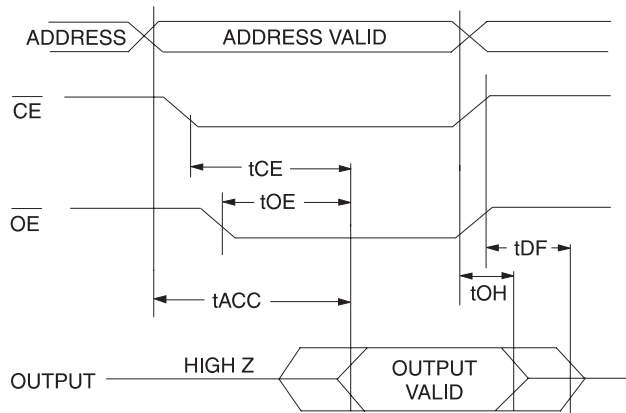 ADDRESS
ADDRESS VALID
CE
tCE
tOE
OE
tDF
tOH
tACC
HIGH Z
OUTPUT
OUTPUT
VALID